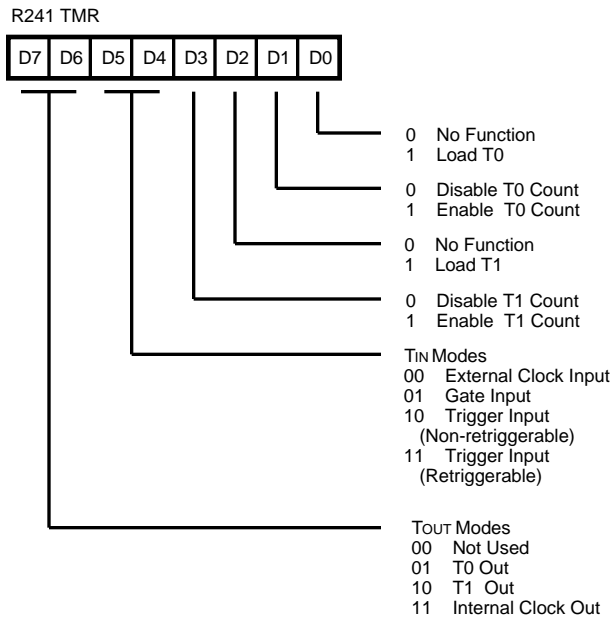 R241 TMR
D7 D6 D5 D4 D3 D2 D1 D0
0 No Function
1 Load T0
0 Disable T0 Count
1 Enable T0 Count
0 No Function
1 Load T1
0 Disable T1 Count
1 Enable T1 Count
TIN Modes
00 External Clock Input
01 Gate Input
10 Trigger Input
(Non-retriggerable)
11 Trigger Input
(Retriggerable)
TOUT Modes
00 Not Used
01 T0 Out
10 T1 Out
11 Internal Clock Out